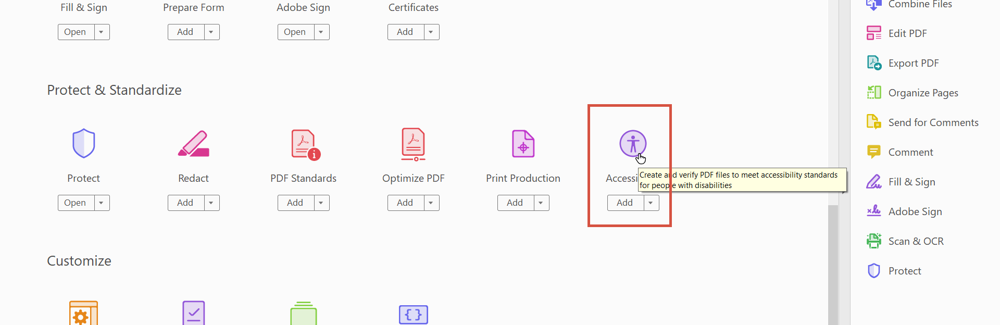 Fill & Sign
Prepare Form
Adobe Sign
Certificates
Open
Add
Open
Add
Protect & Standardize
Protect
Redact
PDF Standards
Optimize PDF
Print Production
Accessi
Create and verify PDF files to meet accessibility standards
for people with disabilities
Open
Add
Add
Add
Add
Add
Customize
Combine Files
Edit PDF
Export PDF
Organize Pages
Send for Comments
Comment
Fill & Sign
Adobe Sign
Scan & OCR
Protect